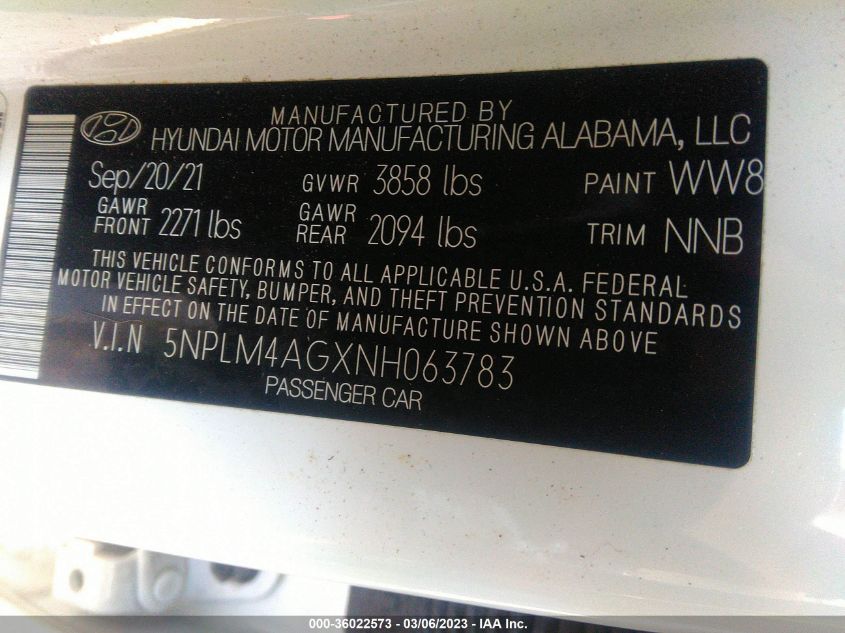 MANUFACTURED BY
HYUNDAI MOTOR MANUFACTURING ALABAMA, LLC
Sep/20/21 GVWR 3858 lbs PAINT WW8
GAWR FRONT 2271 lbs GAWR REAR 2094 lbs TRIM NNB
THIS VEHICLE CONFORMS TO ALL APPLICABLE U.S.A. FEDERAL
MOTOR VEHICLE SAFETY, BUMPER, AND THEFT PREVENTION STANDARDS
IN EFFECT ON THE DATE OF MANUFACTURE SHOWN ABOVE
V.I.N 5NPLM4AGXNH063783
PASSENGER CAR
000-36022573 - 03/06/2023 - IAA Inc.